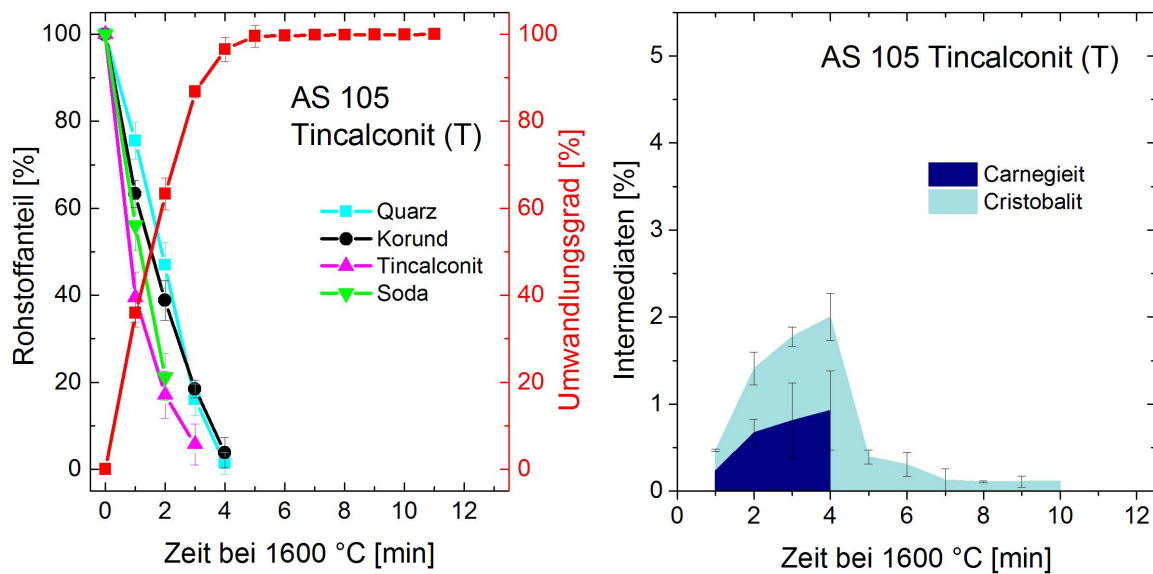 100
80
60
40
20
0
Rohstoffanteil [%]
AS 105
Tincalconit (T)
Quarz
Korund
Tincalconit
Soda
0 2 4 6 8 10 12
Zeit bei 1600 °C [min]
100
80
60
40
20
0
Umwandlungsgrad [%]
5
4
3
2
1
0
Intermediaten [%]
AS 105 Tincalconit (T)
Carnegieit
Cristobalit
0 2 4 6 8 10 12
Zeit bei 1600 °C [min]